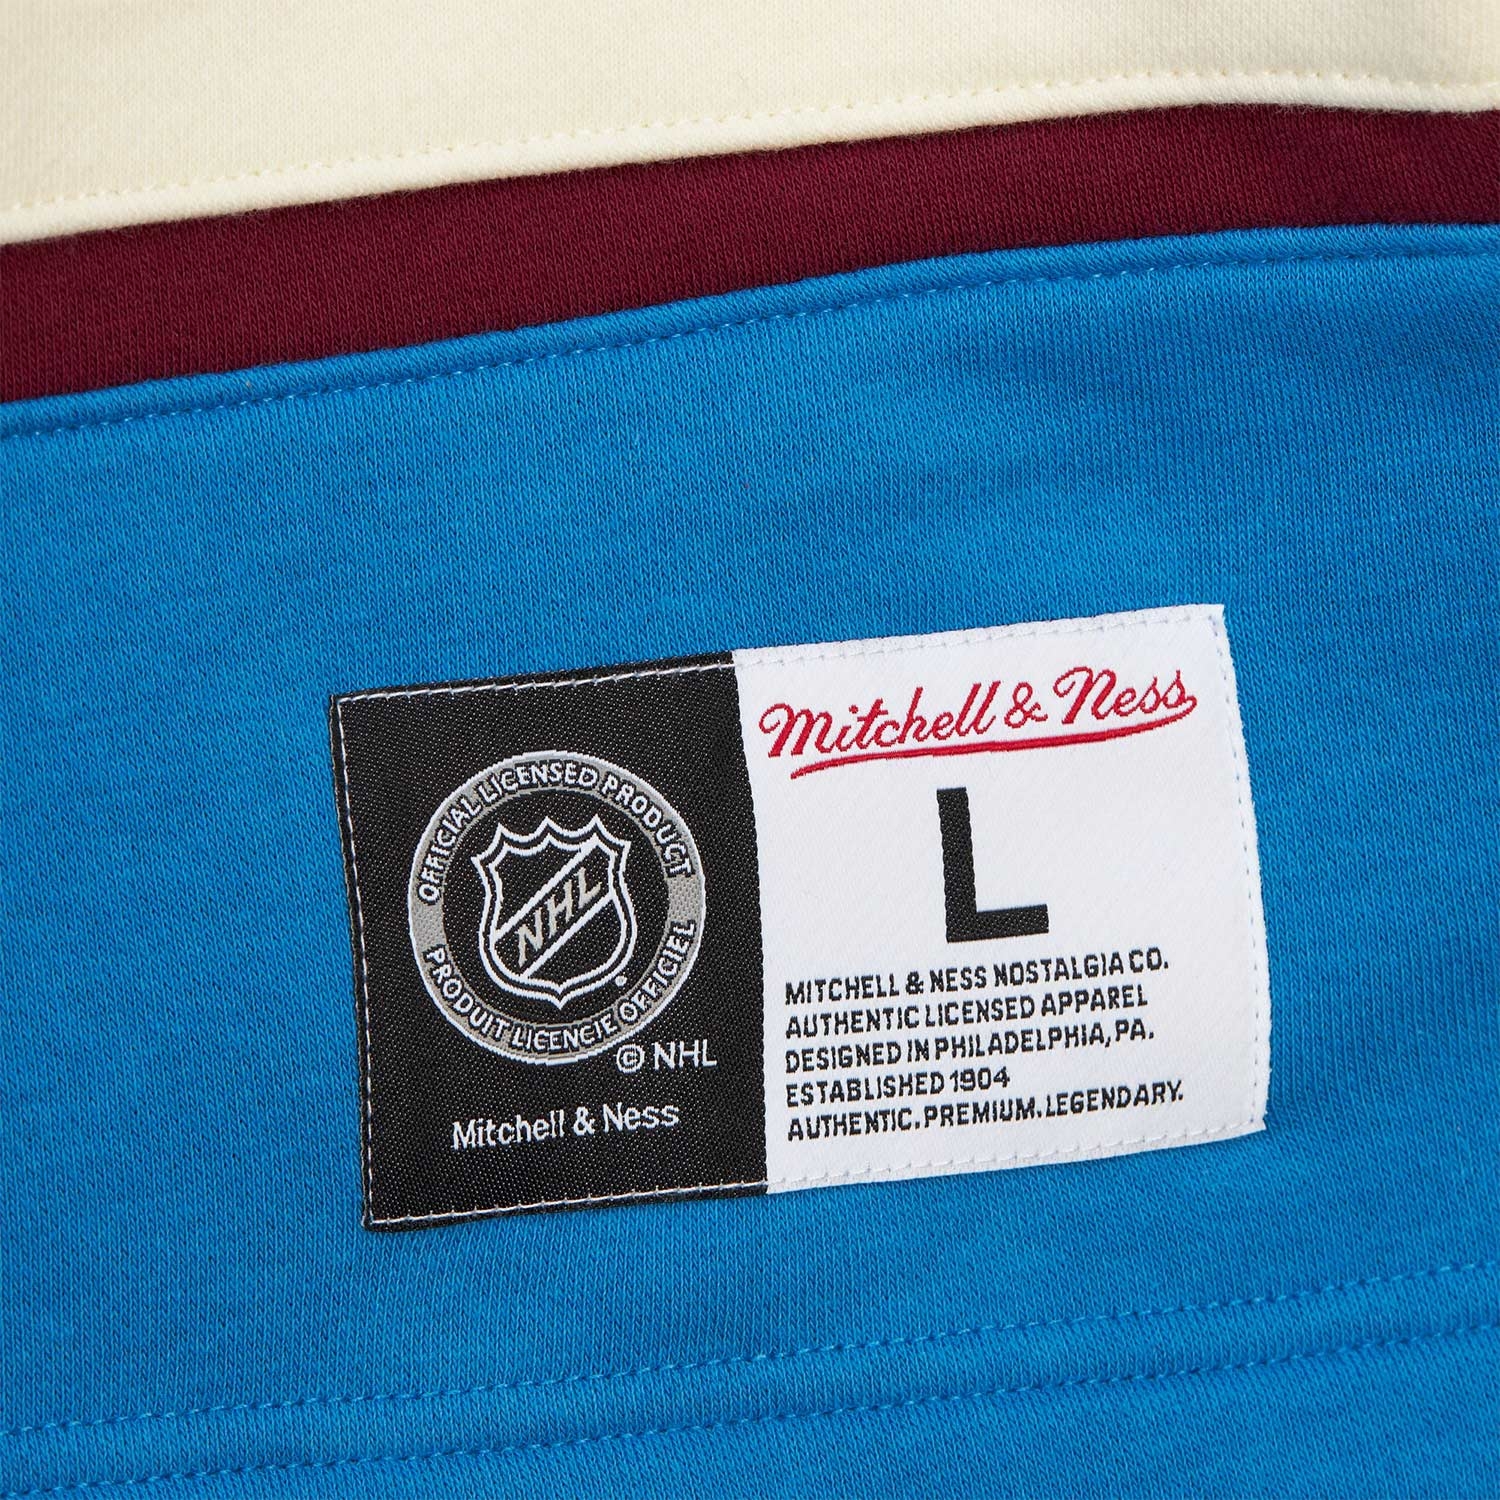 OFFICIAL LICENSED PRODUCT
NHL
PRODUIT LICENCIE OFFICIEL
© NHL
Mitchell & Ness
Mitchell & Ness
L
MITCHELL & NESS NOSTALGIA CO.
AUTHENTIC LICENSED APPAREL
DESIGNED IN PHILADELPHIA, PA.
ESTABLISHED 1904
AUTHENTIC. PREMIUM. LEGENDARY.